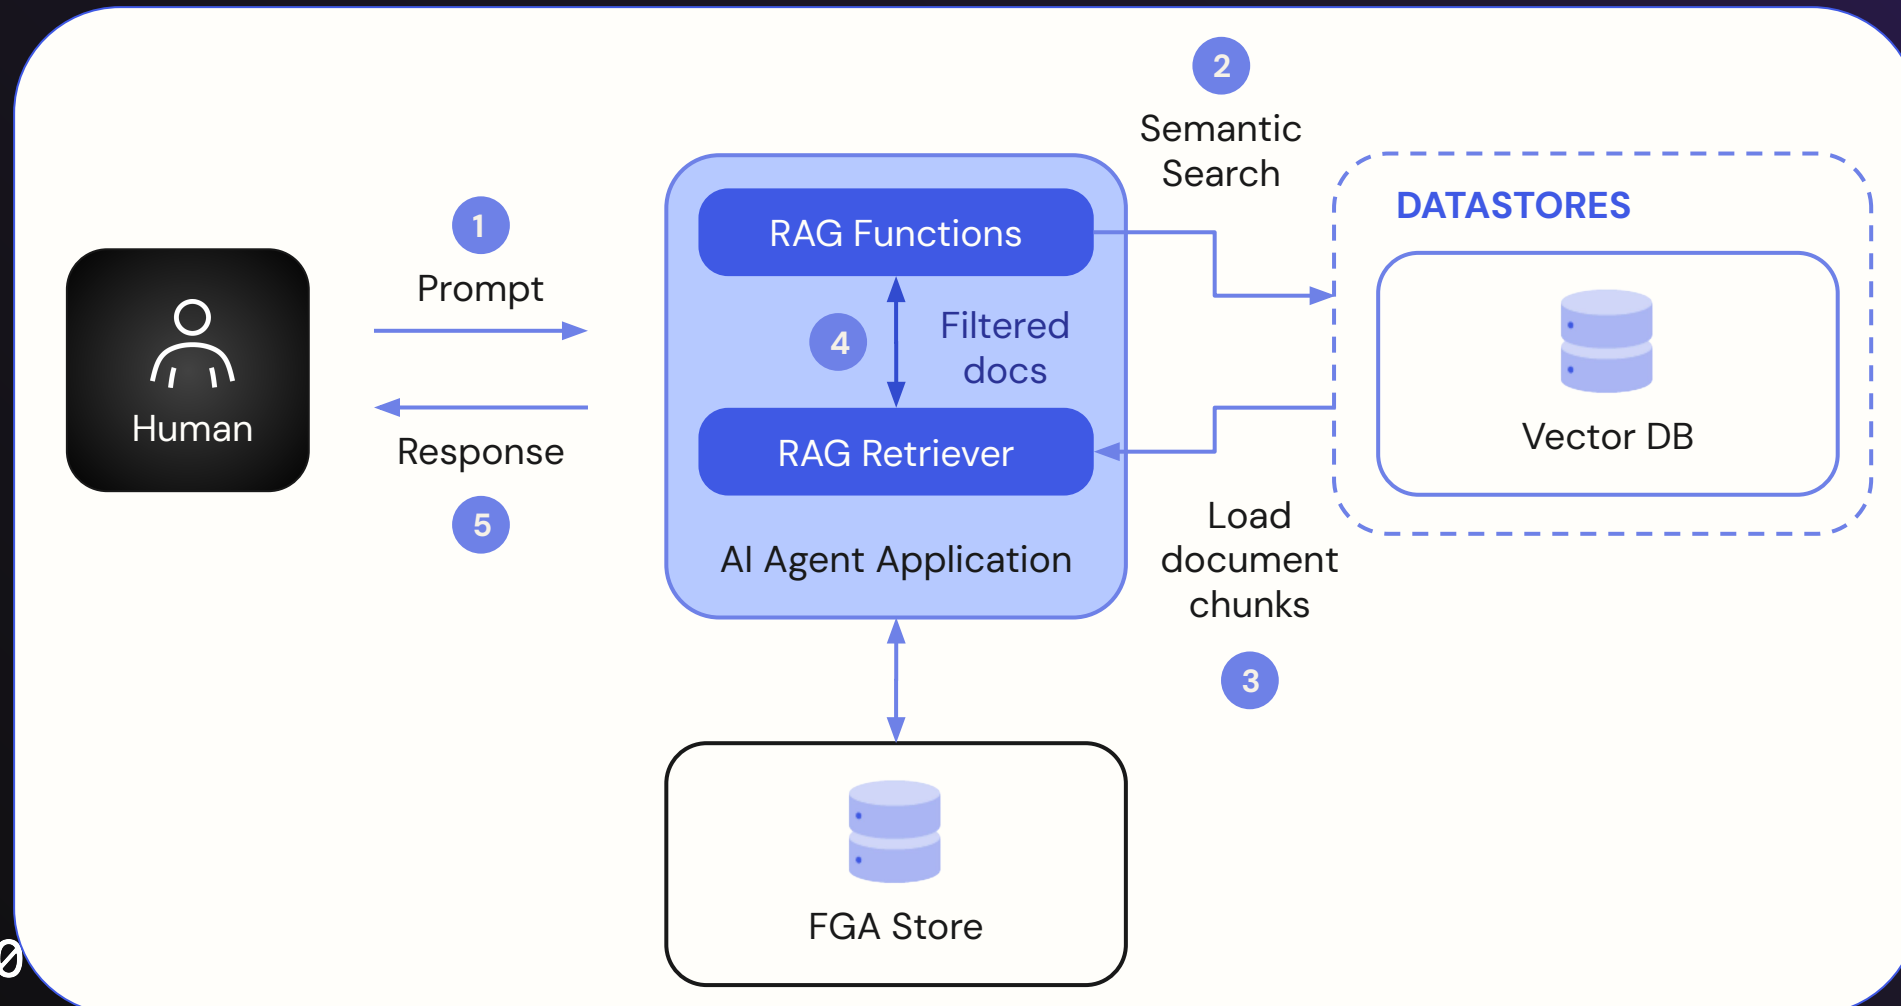 1
Prompt
Human
Response
5
RAG Functions
4
Filtered
docs
RAG Retriever
AI Agent Application
2
Semantic
Search
DATASTORES
Vector DB
Load
document
chunks
3
FGA Store
0